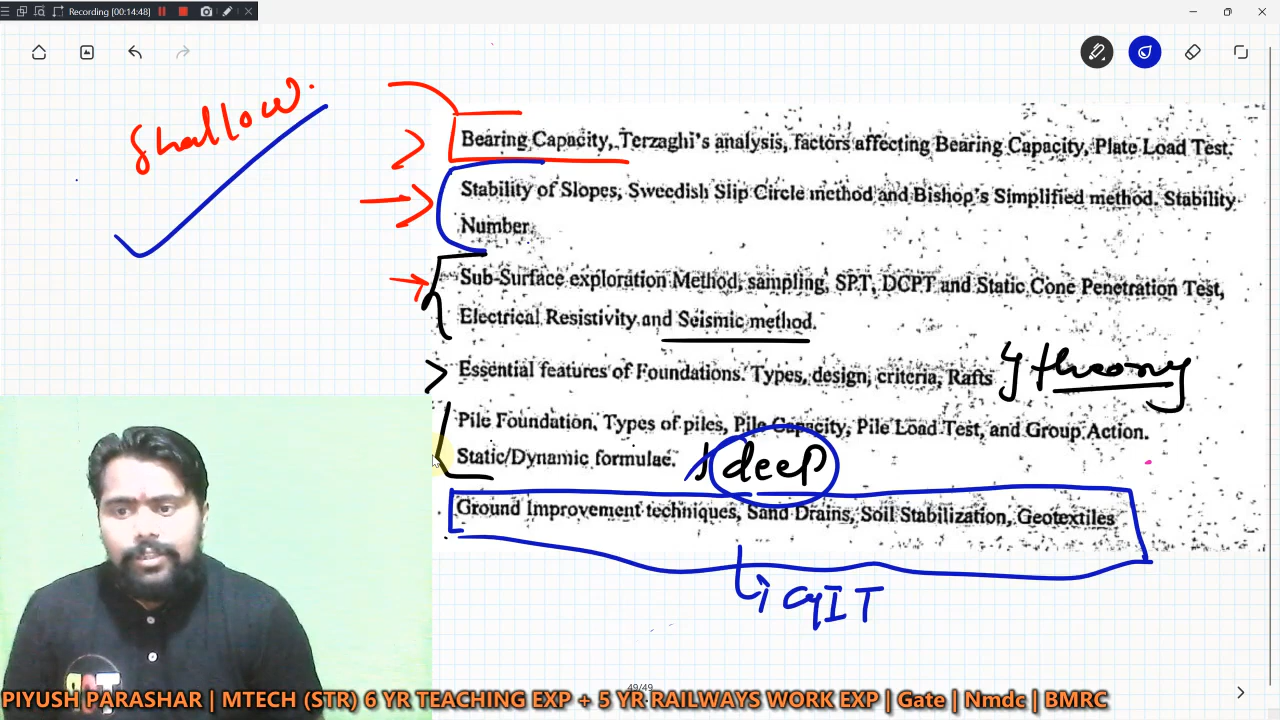 Recording [00:14:48]
Shallow.
Bearing Capacity, Terzaghi's analysis, factors affecting Bearing Capacity, Plate Load Test.
Stability of Slopes, Sweedish Slip Circle method and Bishop's Simplified method. Stability
Number.
Sub-Surface exploration Method, sampling, SPT, DCPT and Static Cone Penetration Test,
Electrical Resistivity and Seismic method.
Essential features of Foundations. Types, design, criteria, Rafts
theory
Pile Foundation, Types of piles, Pile Capacity, Pile Load Test, and Group Action.
Static/Dynamic formulae.
deep
Ground Improvement techniques, Sand Drains, Soil Stabilization, Geotextiles
GIT
49/49
PIYUSH PARASHAR | MTECH (STR) 6 YR TEACHING EXP + 5 YR RAILWAYS WORK EXP | Gate | Nmdc | BMRC